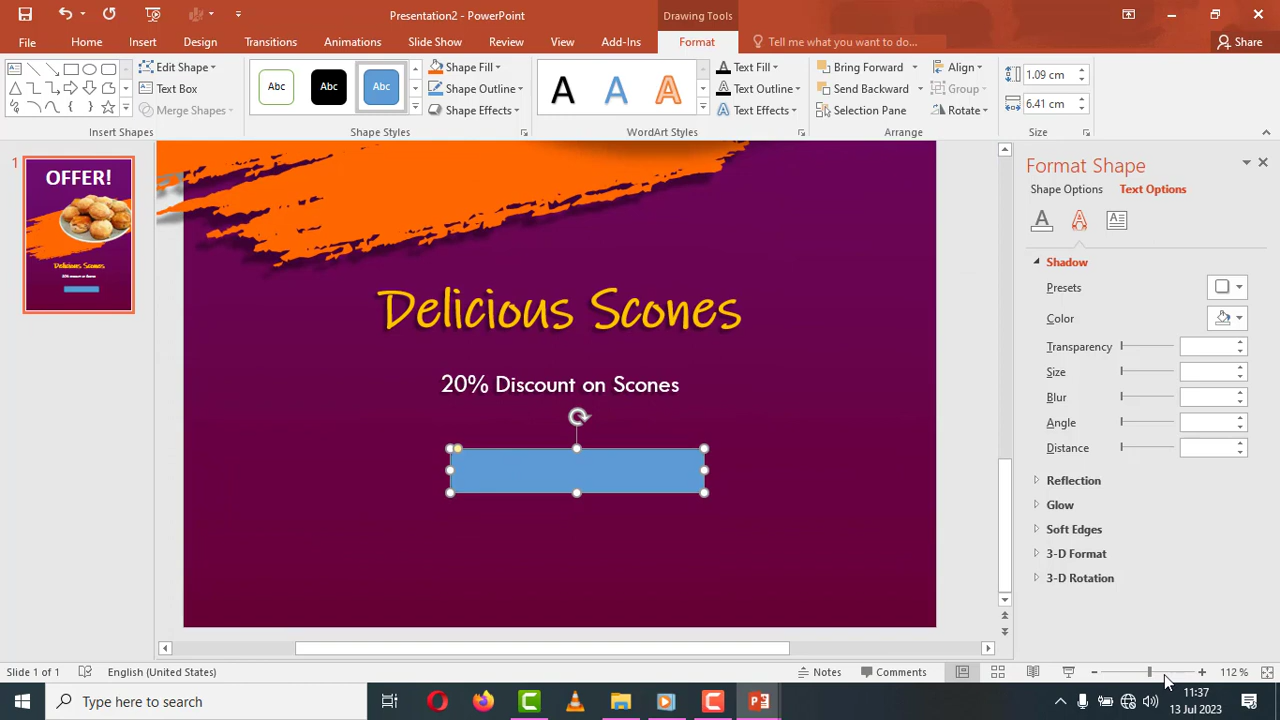 Presentation2 - PowerPoint
Drawing Tools
File Home Insert Design Transitions Animations Slide Show Review View Add-Ins Format Tell me what you want to do... Share
Edit Shape
Text Box
Merge Shapes
Insert Shapes
Abc Abc Abc
Shape Fill
Shape Outline
Shape Effects
Shape Styles
A A A
Text Fill
Text Outline
Text Effects
WordArt Styles
Bring Forward
Send Backward
Selection Pane
Align
Group
Rotate
Arrange
1.09 cm
6.41 cm
Size
1
OFFER!
Delicious Scones
20% Discount on Scones
Delicious Scones
20% Discount on Scones
Format Shape
Shape Options Text Options
Shadow
Presets
Color
Transparency
Size
Blur
Angle
Distance
Reflection
Glow
Soft Edges
3-D Format
3-D Rotation
Slide 1 of 1 English (United States) Notes Comments 112 %
Type here to search
11:37
13 Jul 2023